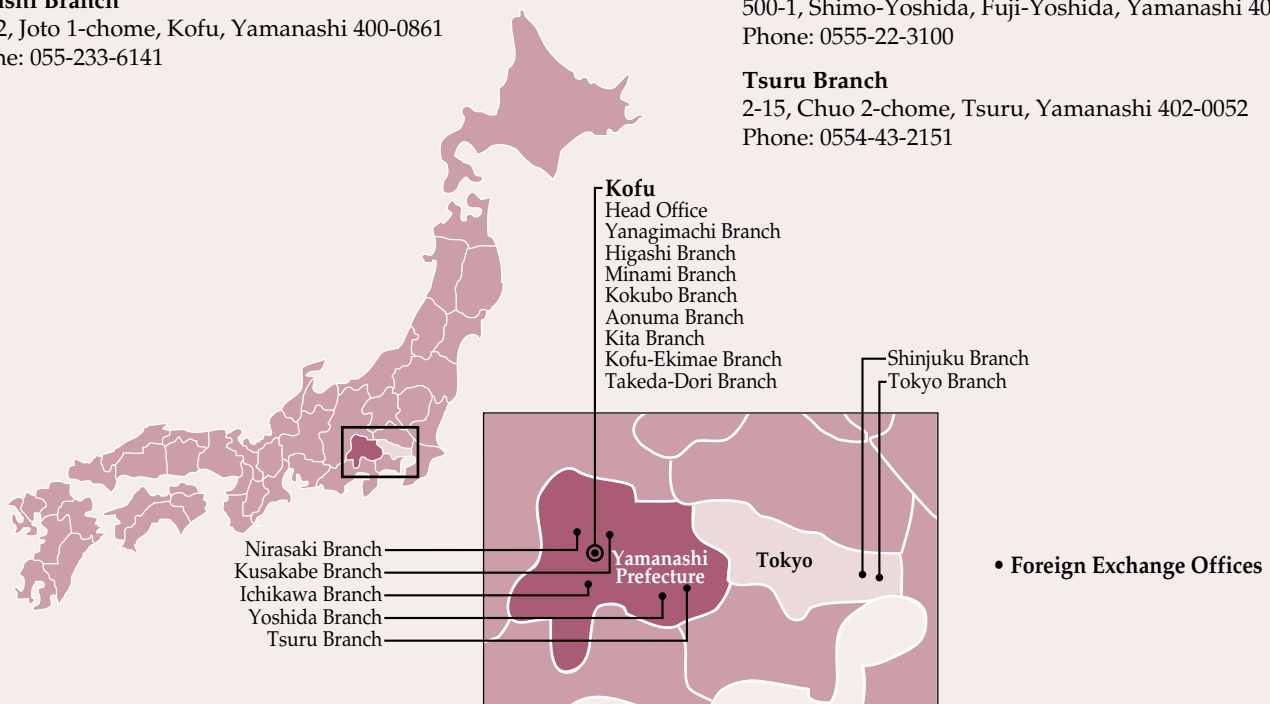 2, Joto 1-chome, Kofu, Yamanashi 400-0861
055-233-6141
500-1, Shimo-Yoshida, Fuji-Yoshida, Yamanashi
Phone: 0555-22-3100
Tsuru Branch
2-15, Chuo 2-chome, Tsuru, Yamanashi 402-0052
Phone: 0554-43-2151
Kofu
Head Office
Yanagimachi Branch
Higashi Branch
Minami Branch
Kokubo Branch
Aonuma Branch
Kita Branch
Kofu-Ekimae Branch
Takeda-Dori Branch
Shinjuku Branch
Tokyo Branch
Nirasaki Branch
Kusakabe Branch
Ichikawa Branch
Yoshida Branch
Tsuru Branch
Yamanashi
Prefecture
Tokyo
• Foreign Exchange Offices